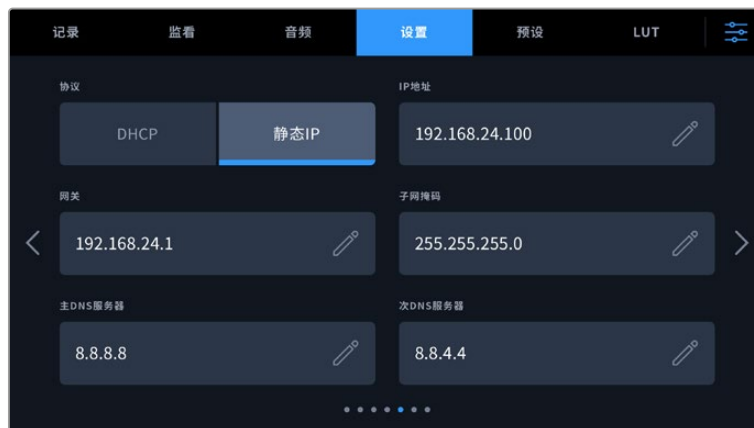 记录 监看 音频 设置 预设 LUT
协议 IP地址
DHCP 静态IP 192.168.24.100
网关 子网掩码
192.168.24.1 255.255.255.0
主DNS服务器 次DNS服务器
8.8.8.8 8.8.4.4